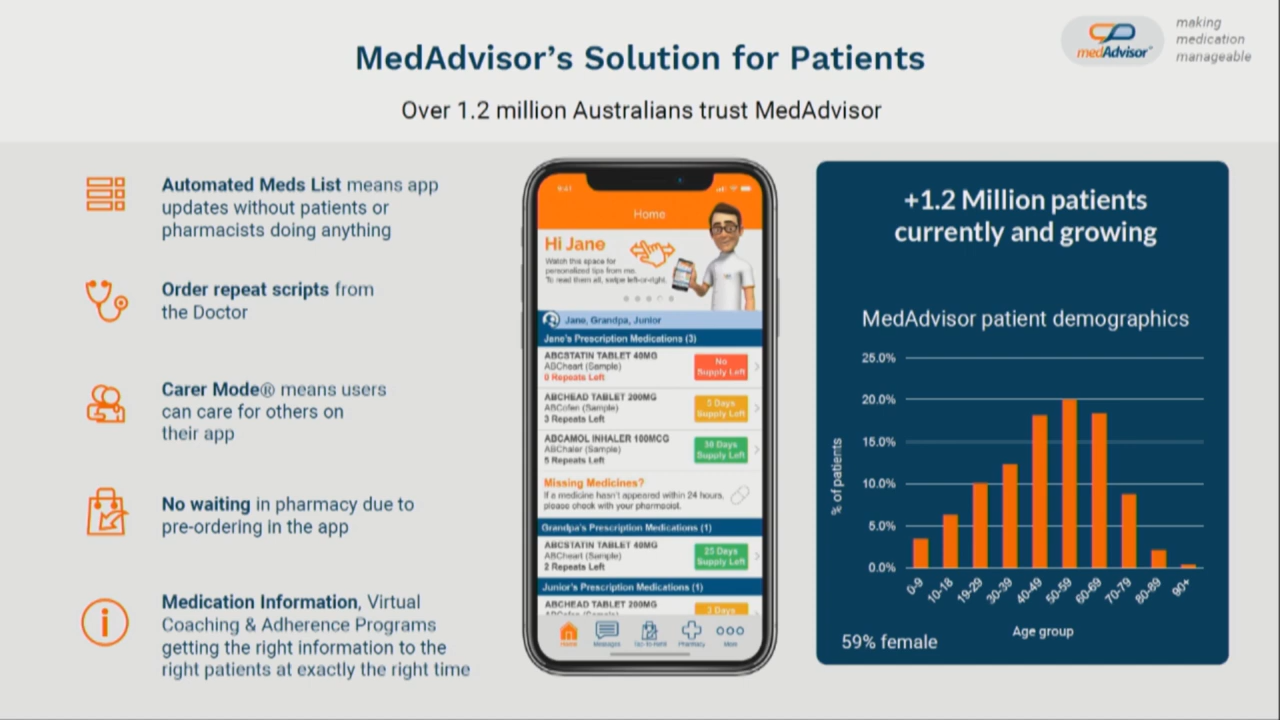 MedAdvisor’s Solution for Patients
Over 1.2 million Australians trust MedAdvisor
medAdvisor
making
medication
manageable
Automated Meds List means app
updates without patients or
pharmacists doing anything
Order repeat scripts from
the Doctor
Carer Mode® means users
can care for others on
their app
No waiting in pharmacy due to
pre-ordering in the app
Medication Information, Virtual
Coaching & Adherence Programs
getting the right information to the
right patients at exactly the right time
9:41
Home
Hi Jane
Watch this space for
personalized tips from me.
To read them all, swipe left-or-right.
Jane, Grandpa, Junior
Jane's Prescription Medications (3)
ABCSTATIN TABLET 40MG
ABCheart (Sample)
0 Repeats Left
No
Supply Left
ABCHEAD TABLET 200MG
ABCofen (Sample)
3 Repeats Left
5 Days
Supply Left
ABCAMOL INHALER 100MCG
ABChaler (Sample)
5 Repeats Left
30 Days
Supply Left
Missing Medicines?
If a medicine hasn't appeared within 24 hours,
please check with your pharmacist.
Grandpa's Prescription Medications (1)
ABCSTATIN TABLET 40MG
ABCheart (Sample)
2 Repeats Left
25 Days
Supply Left
Junior's Prescription Medications (1)
ABCHEAD TABLET 200MG
3 Days
Home
Messages
Tap-To-Refill
Pharmacy
More
+1.2 Million patients
currently and growing
MedAdvisor patient demographics
% of patients
25.0%
20.0%
15.0%
10.0%
5.0%
0.0%
0-9
10-18
19-29
30-39
40-49
50-59
60-69
70-79
80-89
90+
Age group
59% female